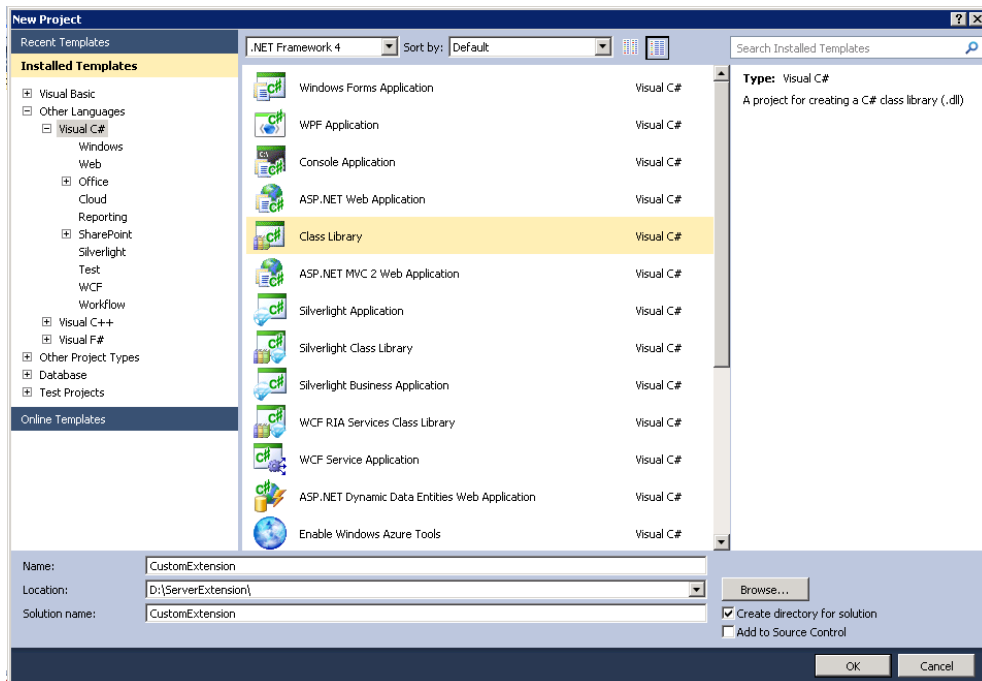 New Project
Recent Templates
.NET Framework 4 Sort by: Default
Search Installed Templates
Installed Templates
Visual Basic
Other Languages
Visual C#
Windows
Web
Office
Cloud
Reporting
SharePoint
Silverlight
Test
WCF
Workflow
Visual C++
Visual F#
Other Project Types
Database
Test Projects
Online Templates
Windows Forms Application Visual C#
WPF Application Visual C#
Console Application Visual C#
ASP.NET Web Application Visual C#
Class Library Visual C#
ASP.NET MVC 2 Web Application Visual C#
Silverlight Application Visual C#
Silverlight Class Library Visual C#
Silverlight Business Application Visual C#
WCF RIA Services Class Library Visual C#
WCF Service Application Visual C#
ASP.NET Dynamic Data Entities Web Application Visual C#
Enable Windows Azure Tools Visual C#
Type: Visual C#
A project for creating a C# class library (.dll)
Name: CustomExtension
Location: D:\ServerExtension\ Browse...
Solution name: CustomExtension
Create directory for solution
Add to Source Control
OK Cancel